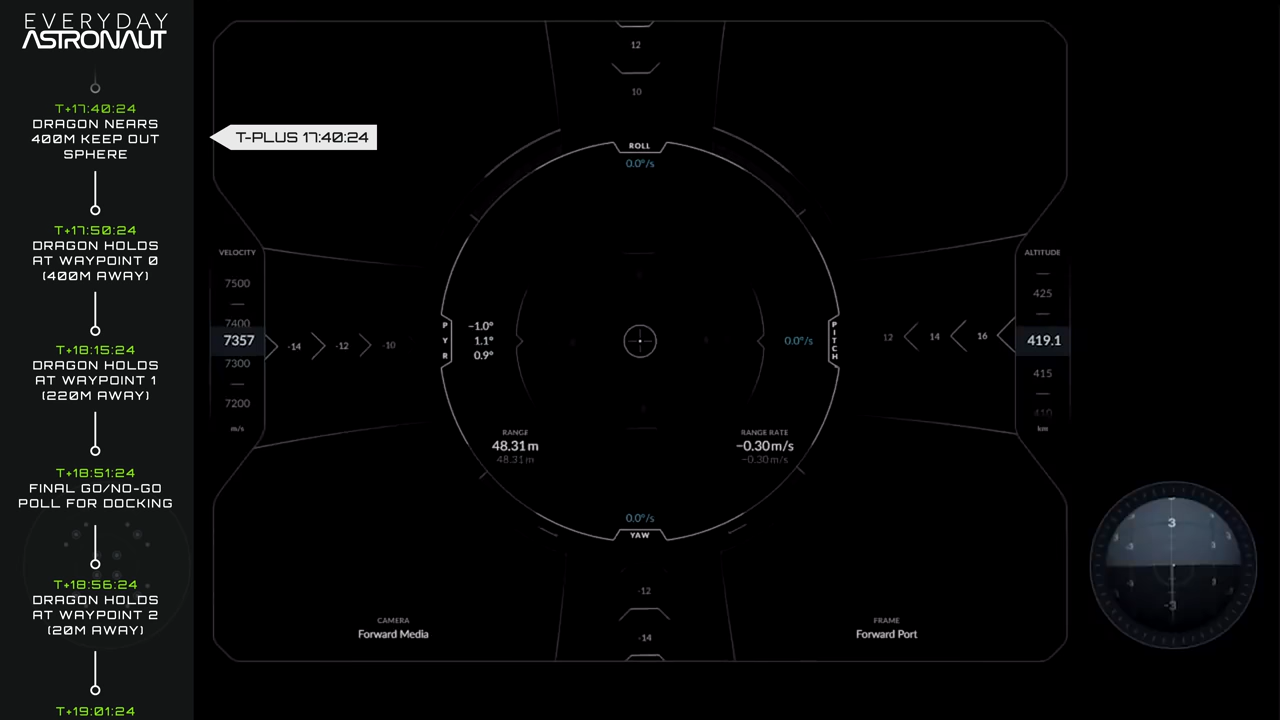 EVERYDAY
ASTRONAUT
T+17:40:24
DRAGON NEARS
400M KEEP OUT
SPHERE
T+17:50:24
DRAGON HOLDS
AT WAYPOINT 0
(400M AWAY)
T+18:15:24
DRAGON HOLDS
AT WAYPOINT 1
(220M AWAY)
T+18:51:24
FINAL GO/NO-GO
POLL FOR DOCKING
T+18:56:24
DRAGON HOLDS
AT WAYPOINT 2
(20M AWAY)
T+19:01:24
T-PLUS 17:40:24
12
10
ROLL
0.0°/s
VELOCITY
7500
7400
7357
7300
7200
m/s
-14
-12
-10
P
Y
R
−1.0°
1.1°
0.9°
0.0°/s
PITCH
12
14
16
ALTITUDE
425
419.1
415
410
km
RANGE
48.31 m
48.31 m
RANGE RATE
−0.30 m/s
−0.30 m/s
0.0°/s
YAW
-12
-14
CAMERA
Forward Media
FRAME
Forward Port
3
3
3
-3
-3
-3